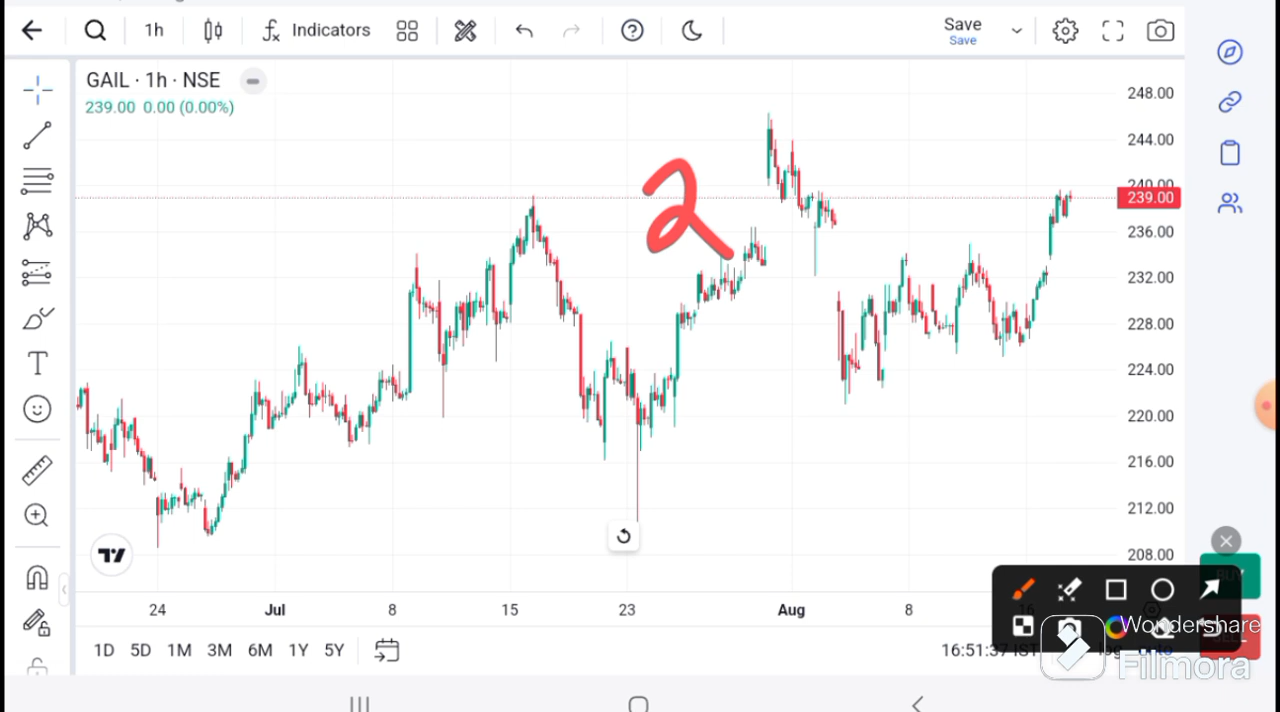 1h
Indicators
Save
Save
GAIL · 1h · NSE
239.00 0.00 (0.00%)
2
248.00
244.00
240.00
239.00
236.00
232.00
228.00
224.00
220.00
216.00
212.00
208.00
24 Jul 8 15 23 Aug 8 16
1D 5D 1M 3M 6M 1Y 5Y
16:51:37 IST
Wondershare
Filmora